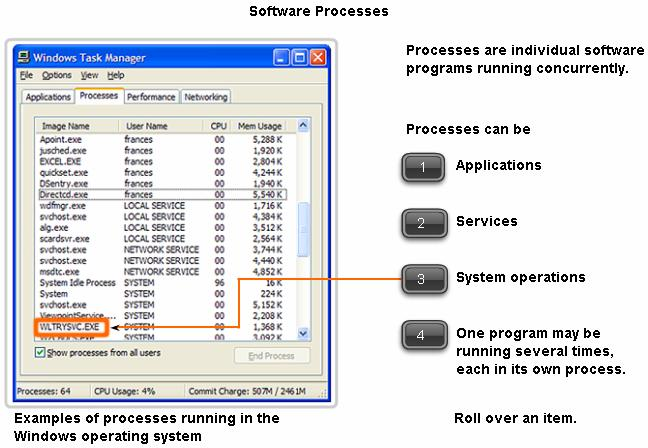 Software Processes
Windows Task Manager
File Options View Help
Applications Processes Performance Networking
Image Name User Name CPU Mem Usage
Apoint.exe frances 00 5,288 K
jusched.exe frances 00 1,920 K
EXCEL.EXE frances 00 2,804 K
quickset.exe frances 00 4,244 K
DSentry.exe frances 00 1,940 K
Directcd.exe frances 00 5,540 K
wdfmgr.exe LOCAL SERVICE 00 1,716 K
svchost.exe LOCAL SERVICE 00 4,384 K
alg.exe LOCAL SERVICE 00 3,512 K
scardsvr.exe LOCAL SERVICE 00 2,564 K
svchost.exe NETWORK SERVICE 00 3,744 K
svchost.exe NETWORK SERVICE 00 4,440 K
msdtc.exe NETWORK SERVICE 00 4,852 K
System Idle Process SYSTEM 96 16 K
System SYSTEM 00 224 K
svchost.exe SYSTEM 00 5,152 K
ViewpointService.... SYSTEM 00 2,208 K
WLTRYSVC.EXE SYSTEM 00 1,368 K
SYSTEM 00 3,092 K
Show processes from all users
End Process
Processes: 64 CPU Usage: 4% Commit Charge: 507M / 2461M
Examples of processes running in the
Windows operating system
Processes are individual software
programs running concurrently.
Processes can be
1 Applications
2 Services
3 System operations
4 One program may be
running several times,
each in its own process.
Roll over an item.